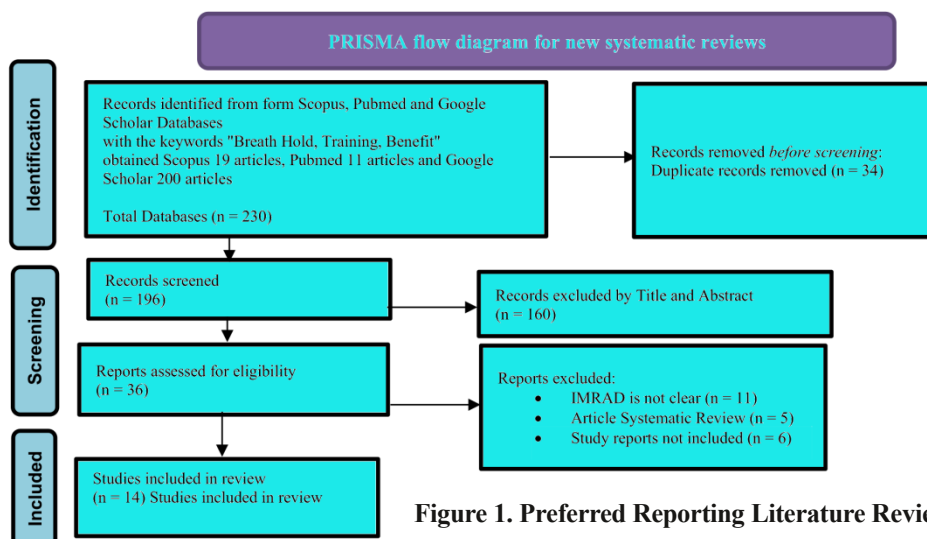 PRISMA flow diagram for new systematic reviews
Identification
Records identified from form Scopus, Pubmed and Google
Scholar Databases
with the keywords "Breath Hold, Training, Benefit"
obtained Scopus 19 articles, Pubmed 11 articles and Google
Scholar 200 articles
Total Databases (n = 230)
Records removed before screening:
Duplicate records removed (n = 34)
Screening
Records screened
(n = 196)
Records excluded by Title and Abstract
(n = 160)
Reports assessed for eligibility
(n = 36)
Reports excluded:
• IMRAD is not clear (n = 11)
• Article Systematic Review (n = 5)
• Study reports not included (n = 6)
Included
Studies included in review
(n = 14) Studies included in review
Figure 1. Preferred Reporting Literature Revie